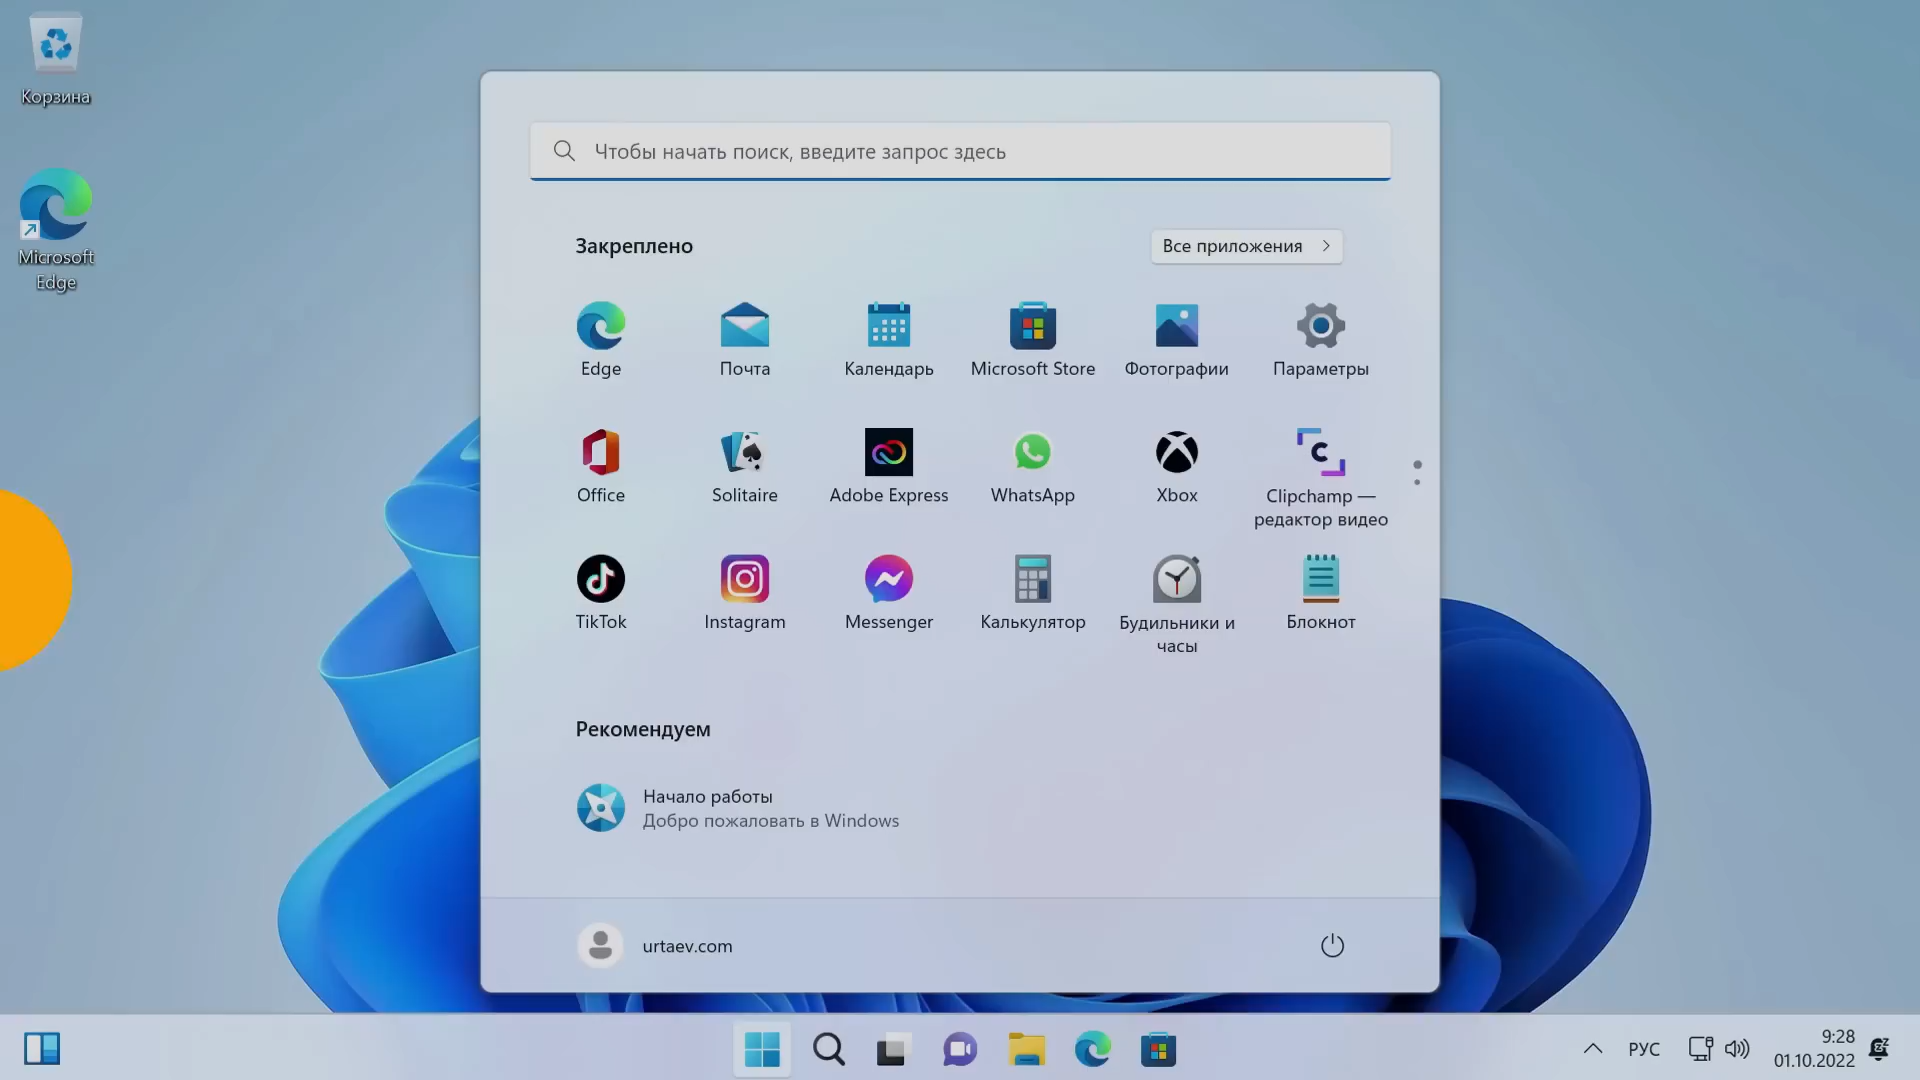 Корзина
Microsoft
Edge
Чтобы начать поиск, введите запрос здесь
Закреплено
Все приложения
Edge
Почта
Календарь
Microsoft Store
Фотографии
Параметры
Office
Solitaire
Adobe Express
WhatsApp
Xbox
Clipchamp —
редактор видео
TikTok
Instagram
Messenger
Калькулятор
Будильники и
часы
Блокнот
Рекомендуем
Начало работы
Добро пожаловать в Windows
urtaev.com
РУС
9:28
01.10.2022